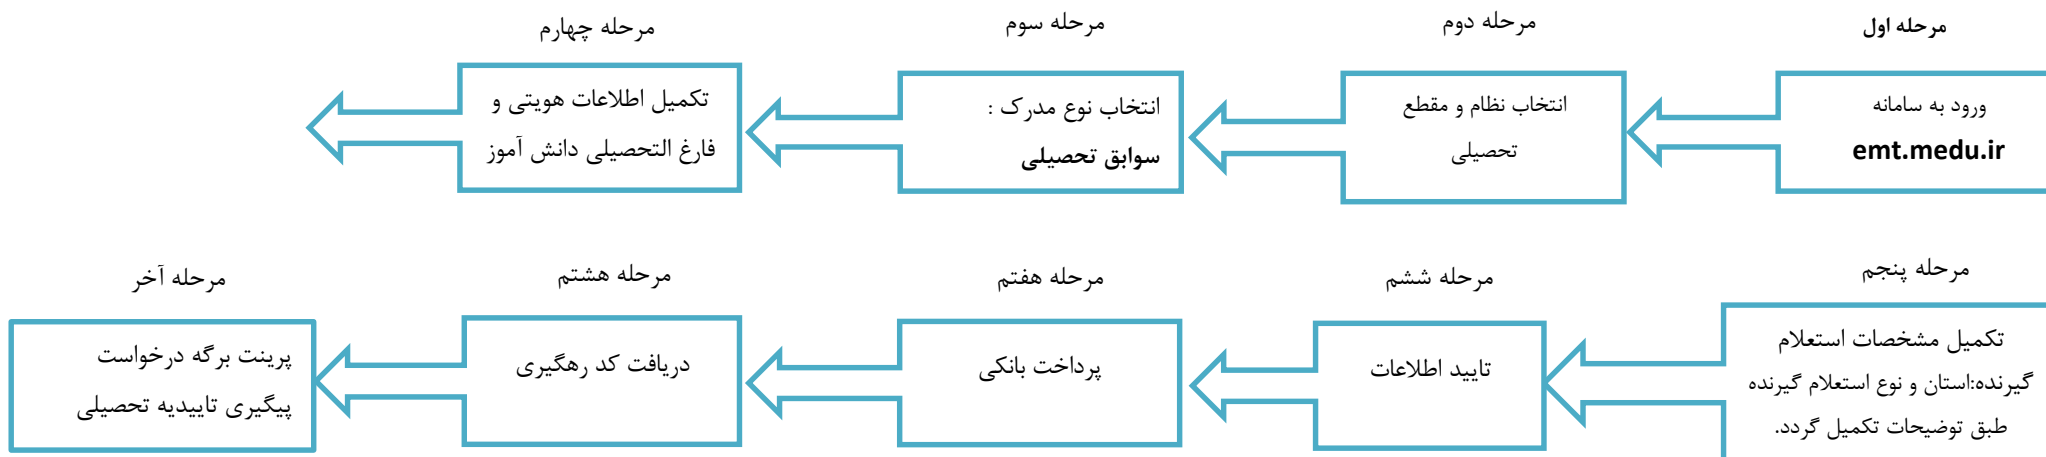 مرحله اول
ورود به سامانه
emt.medu.ir
مرحله دوم
انتخاب نظام و مقطع
تحصیلی
مرحله سوم
انتخاب نوع مدرک :
سوابق تحصیلی
مرحله چهارم
تکمیل اطلاعات هویتی و
فارغ التحصیلی دانش آموز
مرحله پنجم
تکمیل مشخصات استعلام
گیرنده:استان و نوع استعلام گیرنده
طبق توضیحات تکمیل گردد.
مرحله ششم
تایید اطلاعات
مرحله هفتم
پرداخت بانکی
مرحله هشتم
دریافت کد رهگیری
مرحله آخر
پرینت برگه درخواست
پیگیری تاییدیه تحصیلی